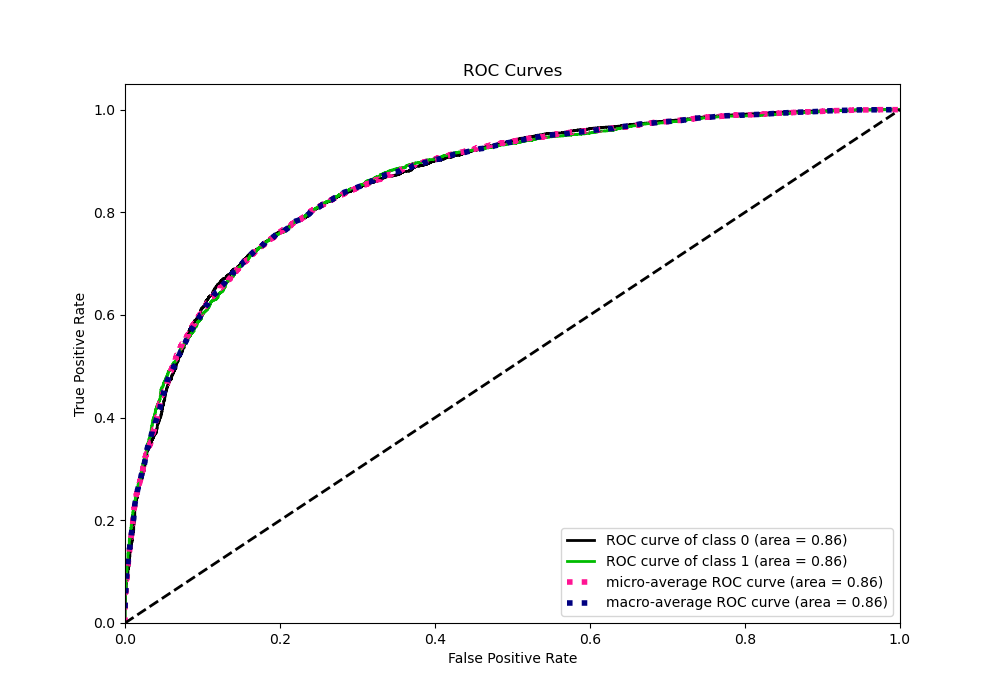 ROC Curves
1.0
0.8
0.6
0.4
0.2
0.0
True Positive Rate
ROC curve of class 0 (area = 0.86)
ROC curve of class 1 (area = 0.86)
micro-average ROC curve (area = 0.86)
macro-average ROC curve (area = 0.86)
0.0 0.2 0.4 0.6 0.8 1.0
False Positive Rate